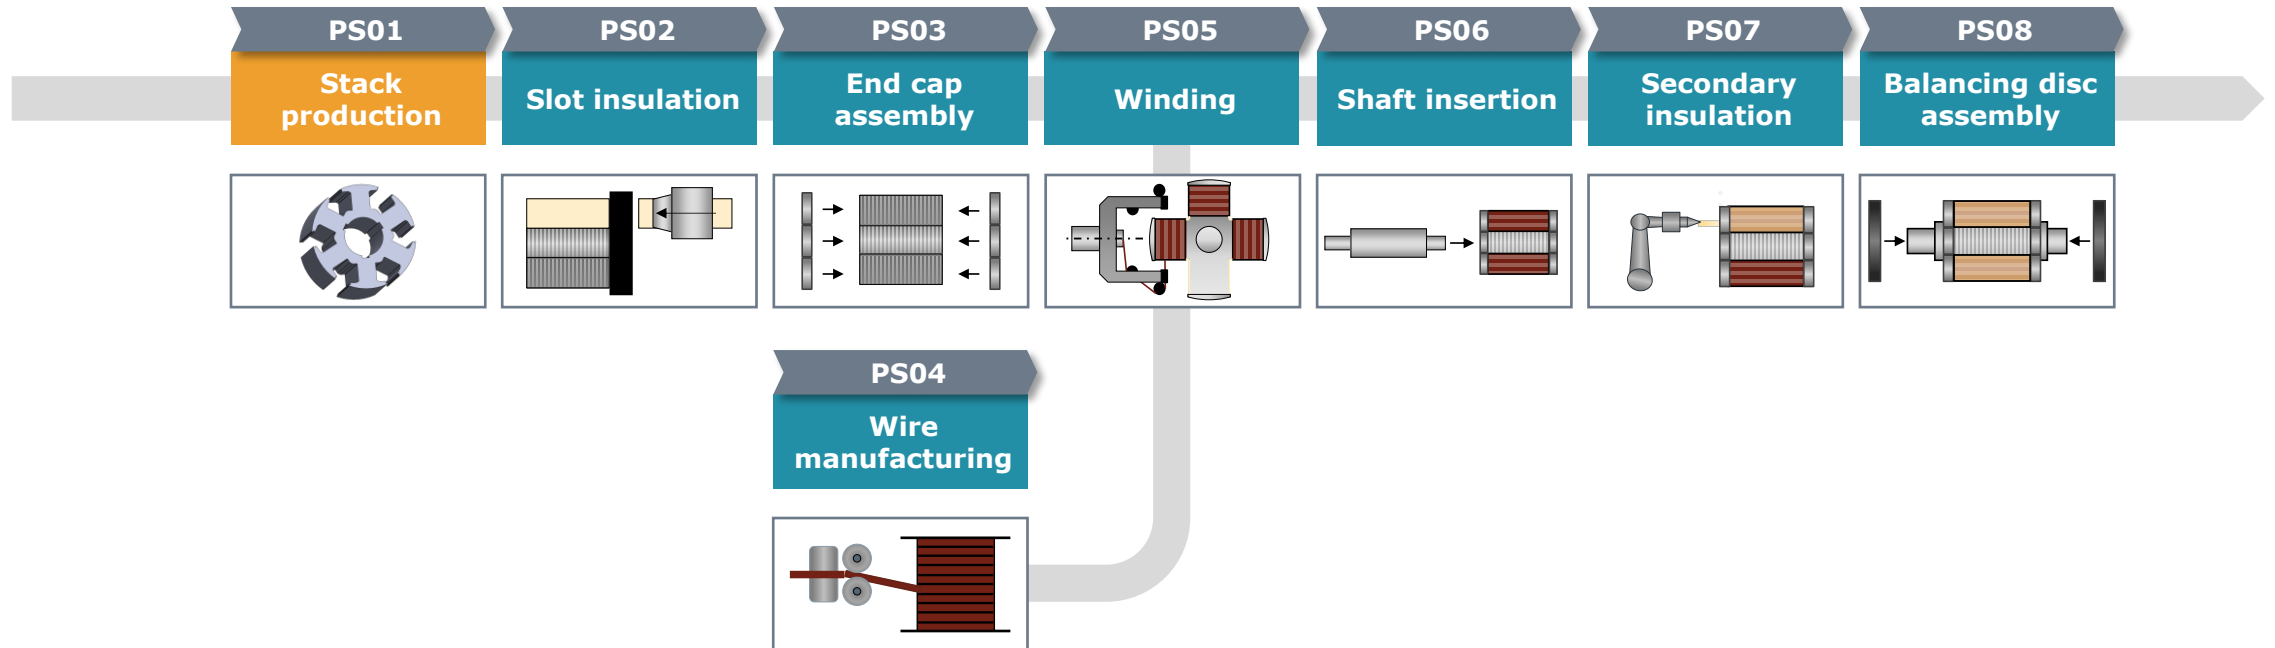 PS01
Stack
production
PS02
Slot insulation
PS03
End cap
assembly
PS05
Winding
PS06
Shaft insertion
PS07
Secondary
insulation
PS08
Balancing disc
assembly
PS04
Wire
manufacturing